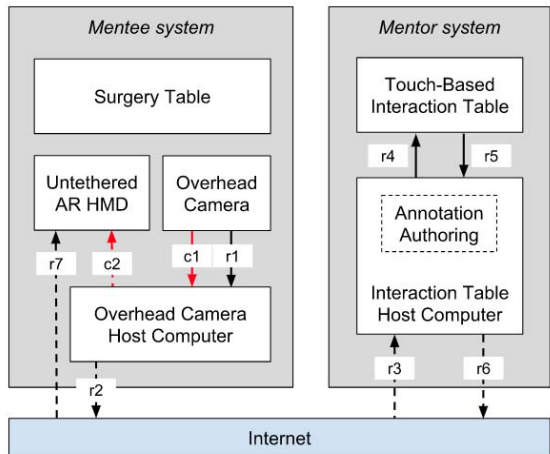 Mentee system
Surgery Table
Untethered
AR HMD
Overhead
Camera
r7
c2
c1
r1
Overhead Camera
Host Computer
r2
Mentor system
Touch-Based
Interaction Table
r4
r5
Annotation
Authoring
Interaction Table
Host Computer
r3
r6
Internet